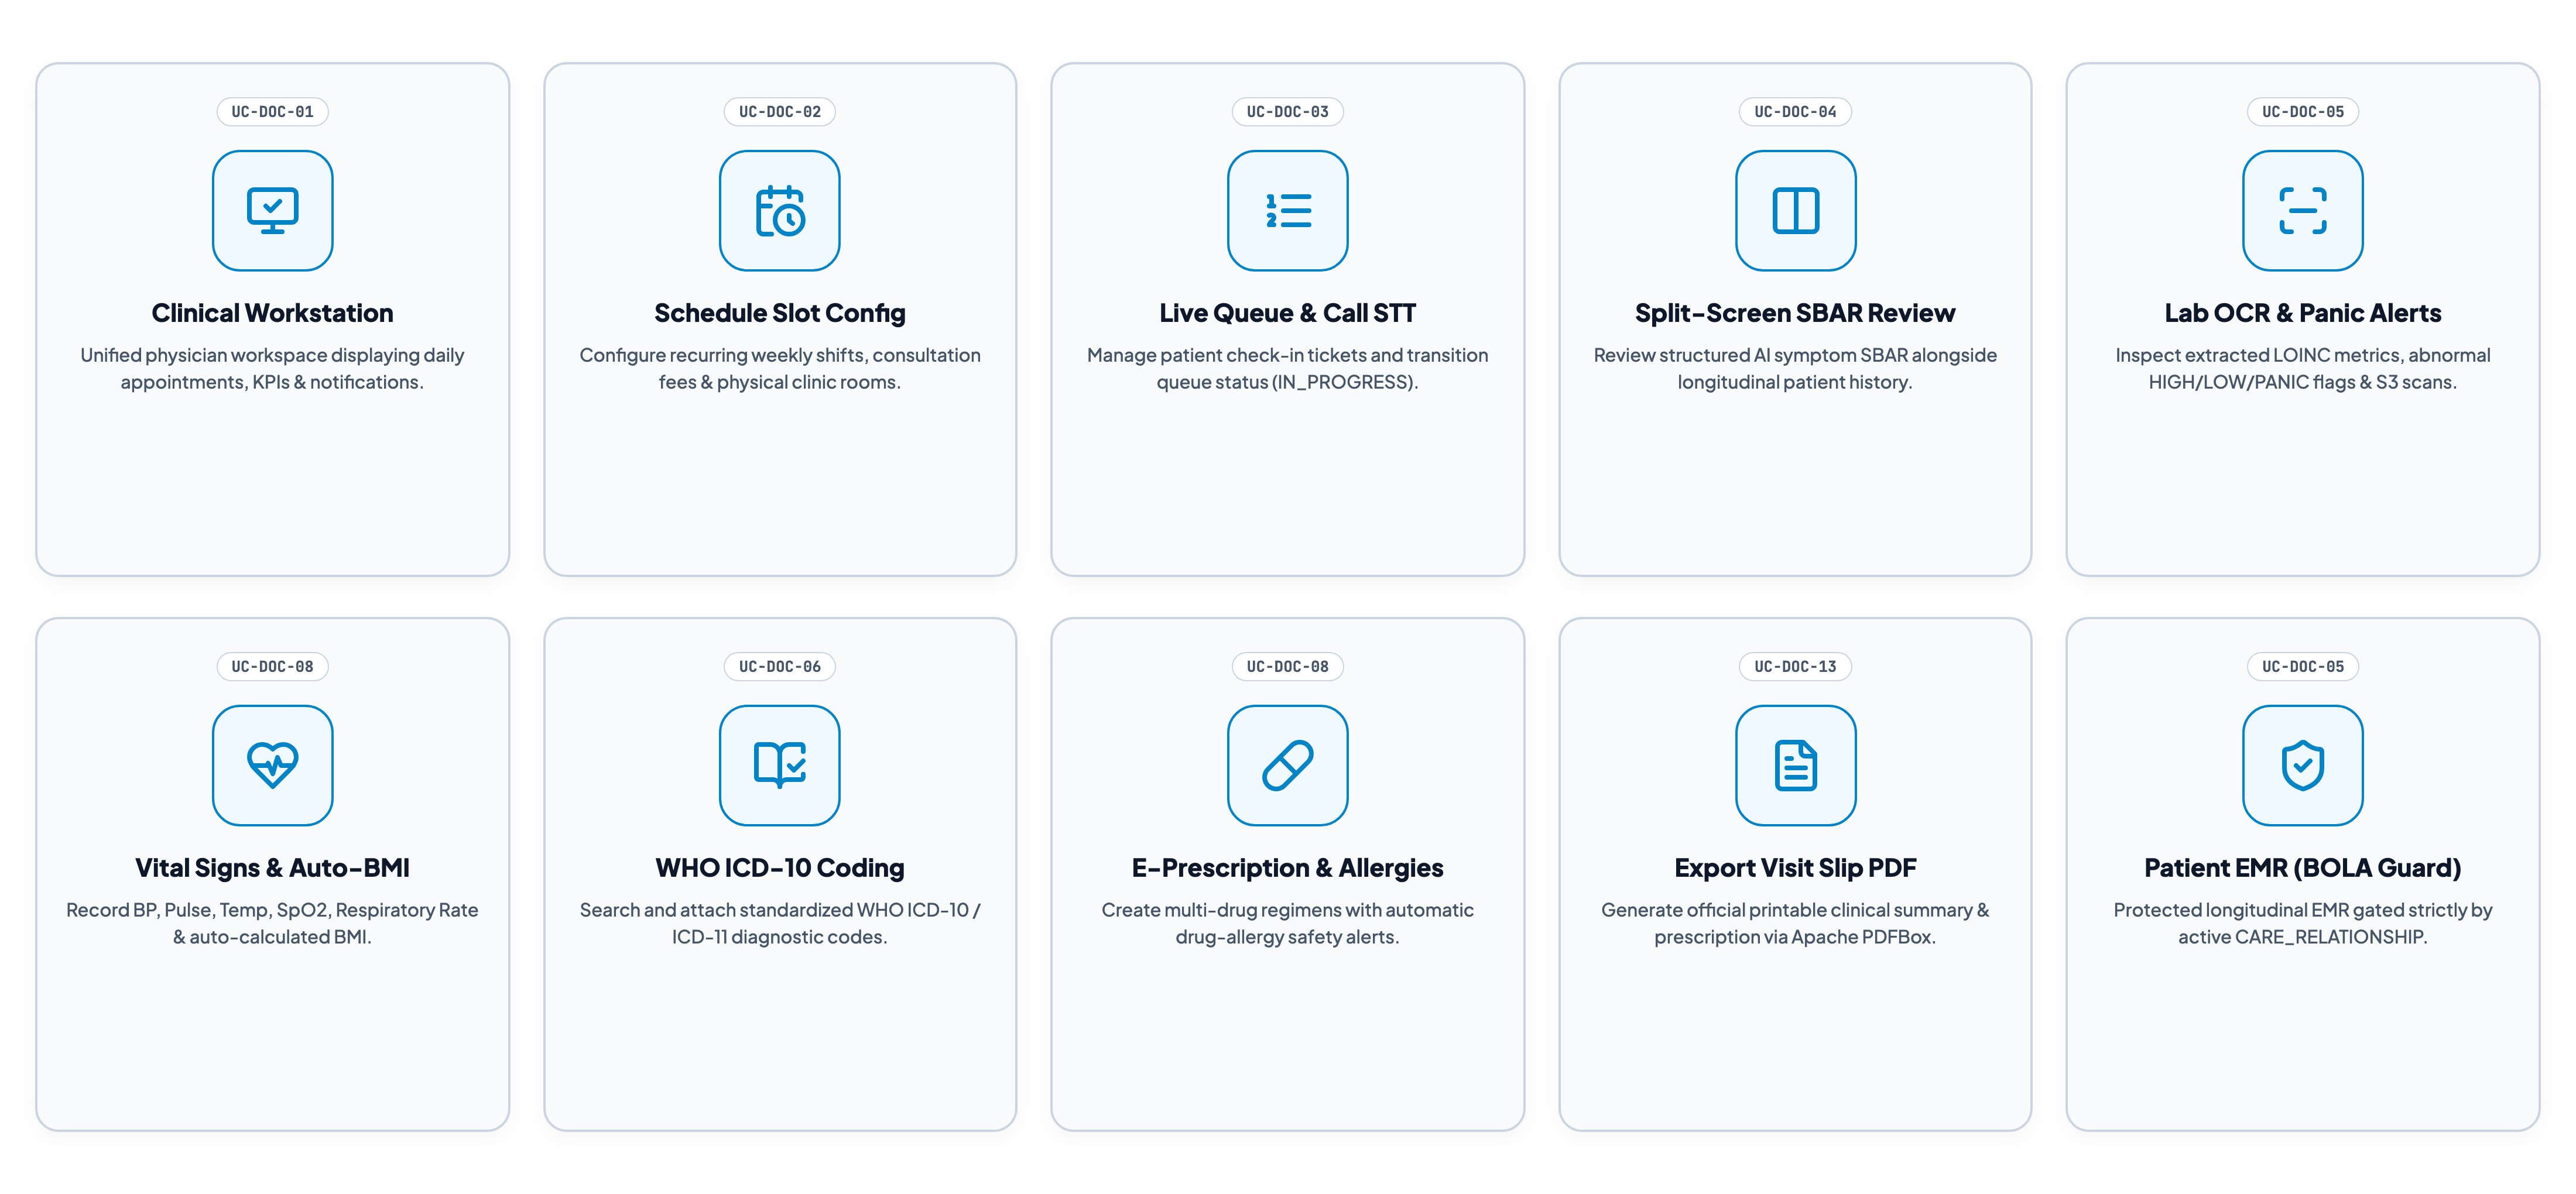 UC-DOC-01
Clinical Workstation
Unified physician workspace displaying daily
appointments, KPIs & notifications.
UC-DOC-02
Schedule Slot Config
Configure recurring weekly shifts, consultation
fees & physical clinic rooms.
UC-DOC-03
1
2
Live Queue & Call STT
Manage patient check-in tickets and transition
queue status (IN_PROGRESS).
UC-DOC-04
Split-Screen SBAR Review
Review structured AI symptom SBAR alongside
longitudinal patient history.
UC-DOC-05
Lab OCR & Panic Alerts
Inspect extracted LOINC metrics, abnormal
HIGH/LOW/PANIC flags & S3 scans.
UC-DOC-08
Vital Signs & Auto-BMI
Record BP, Pulse, Temp, SpO2, Respiratory Rate
& auto-calculated BMI.
UC-DOC-06
WHO ICD-10 Coding
Search and attach standardized WHO ICD-10 /
ICD-11 diagnostic codes.
UC-DOC-08
E-Prescription & Allergies
Create multi-drug regimens with automatic
drug-allergy safety alerts.
UC-DOC-13
Export Visit Slip PDF
Generate official printable clinical summary &
prescription via Apache PDFBox.
UC-DOC-05
Patient EMR (BOLA Guard)
Protected longitudinal EMR gated strictly by
active CARE_RELATIONSHIP.